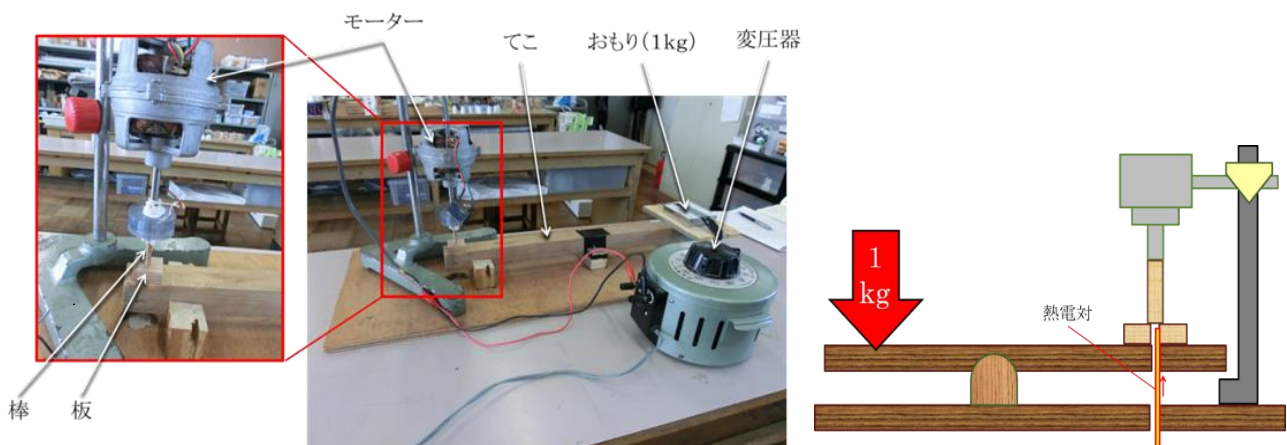 モーター
てこ
おもり(1kg)
変圧器
棒
板
1
kg
熱電対